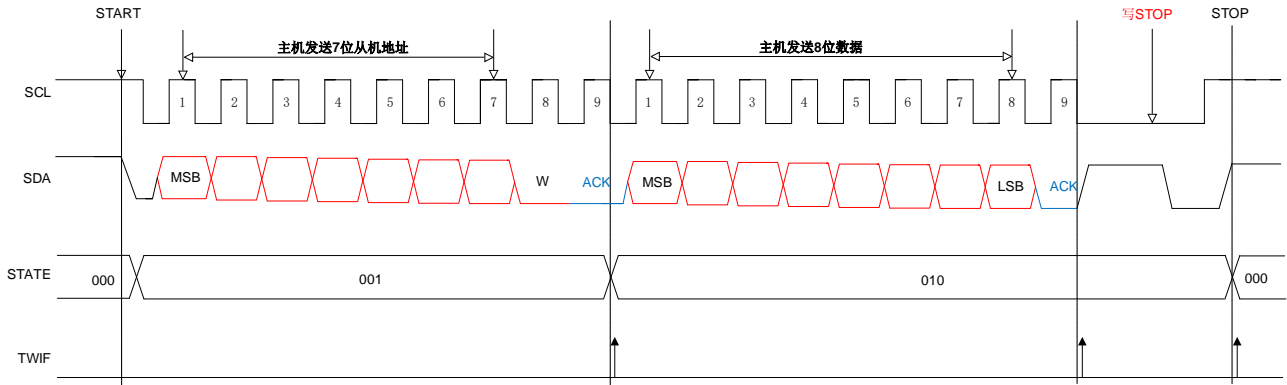 START
写STOP
STOP
主机发送7位从机地址
主机发送8位数据
SCL
1 2 3 4 5 6 7 8 9 1 2 3 4 5 6 7 8 9
SDA
MSB W ACK MSB LSB ACK
STATE
000 001 010 000
TWIF